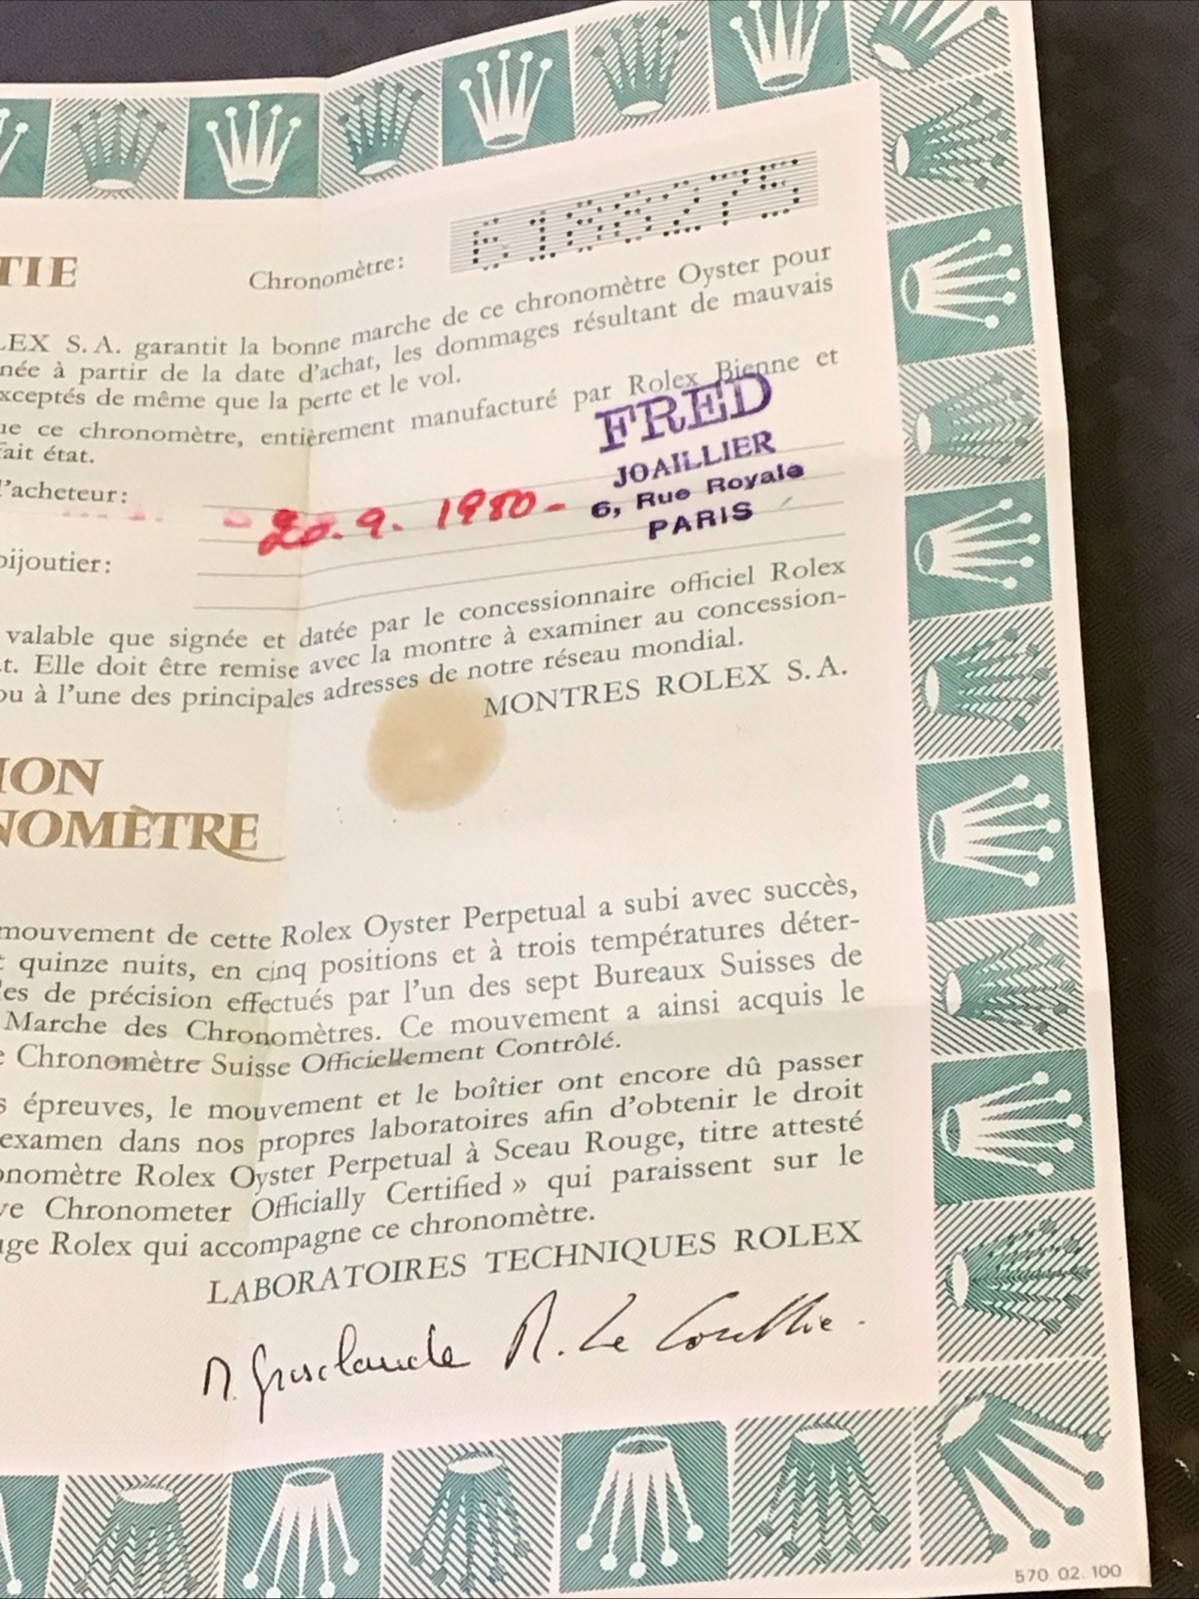 TIE
Chronomètre:
LEX S.A. garantit la bonne marche de ce chronomètre Oyster pour
née à partir de la date d'achat, les dommages résultant de mauvais
xceptés de même que la perte et le vol.
ue ce chronomètre, entièrement manufacturé par Rolex Bienne et
fait état.
l'acheteur:
- 20.9.1980 -
FRED
JOAILLIER
6, Rue Royale
PARIS
bijoutier:
valable que signée et datée par le concessionnaire officiel Rolex
t. Elle doit être remise avec la montre à examiner au concession-
ou à l'une des principales adresses de notre réseau mondial.
MONTRES ROLEX S.A.
ION
NOMÈTRE
mouvement de cette Rolex Oyster Perpetual a subi avec succès,
t quinze nuits, en cinq positions et à trois températures déter-
les de précision effectués par l'un des sept Bureaux Suisses de
Marche des Chronomètres. Ce mouvement a ainsi acquis le
e Chronomètre Suisse Officiellement Contrôlé.
s épreuves, le mouvement et le boîtier ont encore dû passer
examen dans nos propres laboratoires afin d'obtenir le droit
onomètre Rolex Oyster Perpetual à Sceau Rouge, titre attesté
ve Chronometer Officially Certified » qui paraissent sur le
uge Rolex qui accompagne ce chronomètre.
LABORATOIRES TECHNIQUES ROLEX
R. Le Coultre.
570.02.100